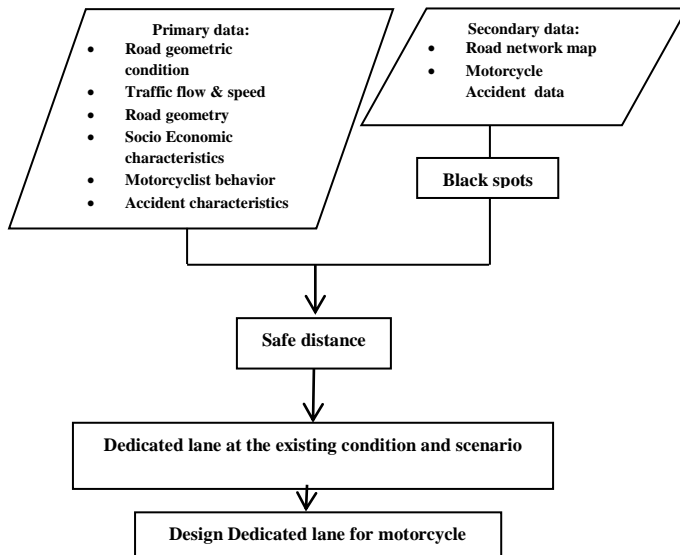 Primary data:
• Road geometric
condition
• Traffic flow & speed
• Road geometry
• Socio Economic
characteristics
• Motorcyclist behavior
• Accident characteristics
Secondary data:
• Road network map
• Motorcycle
Accident data
Black spots
Safe distance
Dedicated lane at the existing condition and scenario
Design Dedicated lane for motorcycle